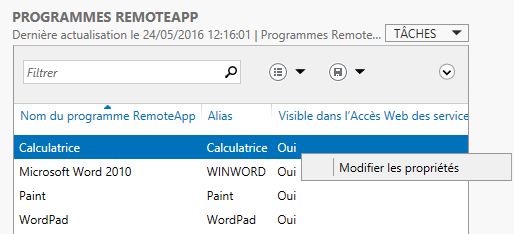 PROGRAMMES REMOTEAPP
Dernière actualisation le 24/05/2016 12:16:01 | Programmes Remote... TÂCHES
Filtrer
Nom du programme RemoteApp Alias Visible dans l'Accès Web des service
Calculatrice Calculatrice Oui
Microsoft Word 2010 WINWORD Oui
Modifier les propriétés
Paint Paint Oui
WordPad WordPad Oui